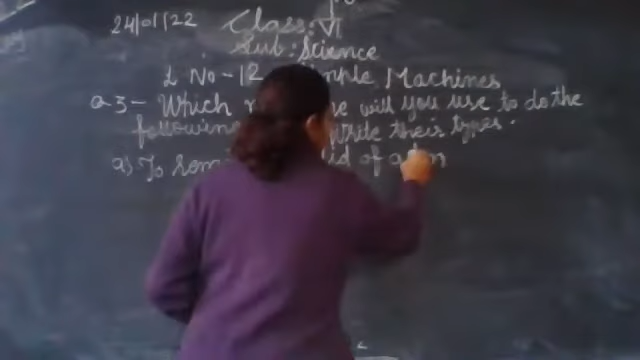 24/01/22 Class: VI
Sub: Science
L No-12 Simple Machines
Q3- Which will you use to do the
following Write their types.
a) To lid of a tin